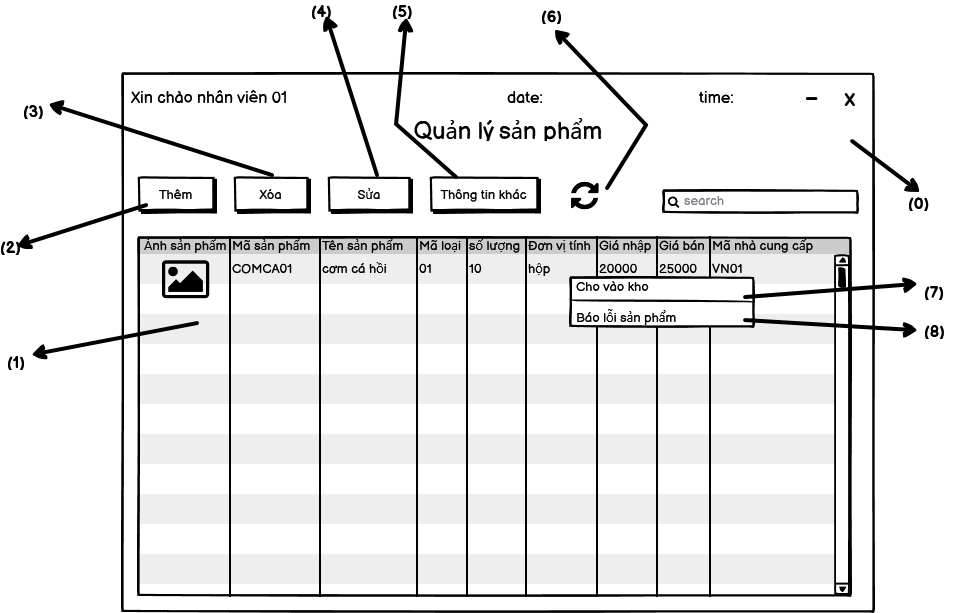 (4)
(5)
(6)
(3)
Xin chào nhân viên 01
date:
time:
X
Quản lý sản phẩm
Thêm
Xóa
Sửa
Thông tin khác
search
(0)
(2)
Ảnh sản phẩm Mã sản phẩm Tên sản phẩm Mã loại số lượng Đơn vị tính Giá nhập Giá bán Mã nhà cung cấp
COMCA01 cơm cá hồi 01 10 hộp 20000 25000 VN01
Cho vào kho
(7)
Báo lỗi sản phẩm
(8)
(1)